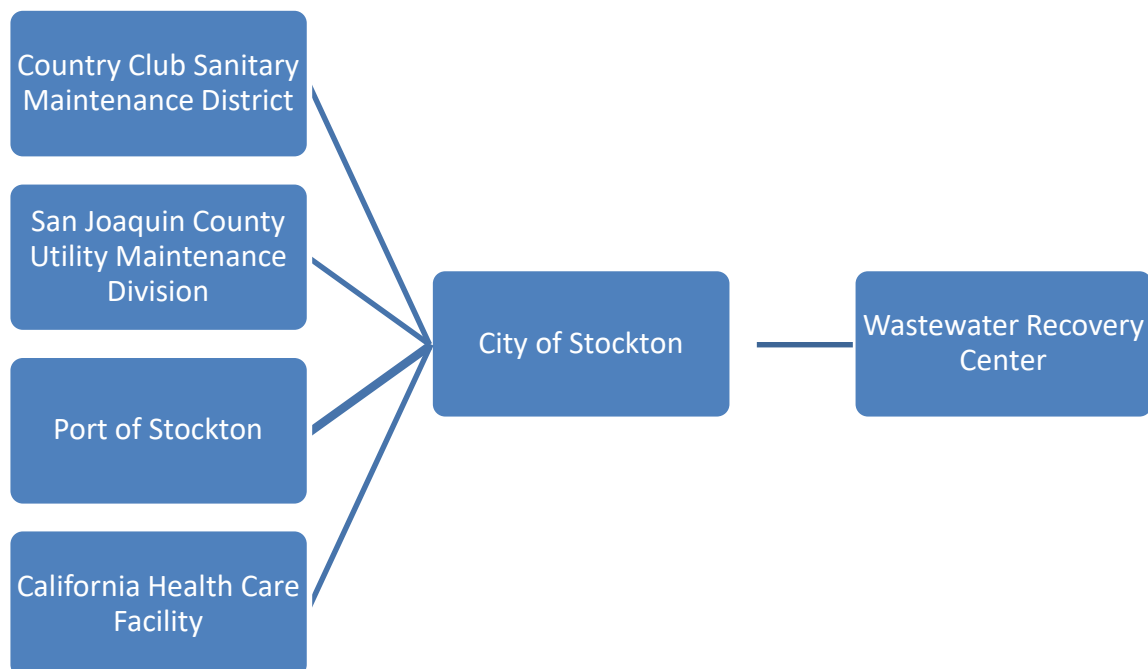 Country Club Sanitary
Maintenance District
San Joaquin County
Utility Maintenance
Division
Port of Stockton
California Health Care
Facility
City of Stockton
Wastewater Recovery
Center